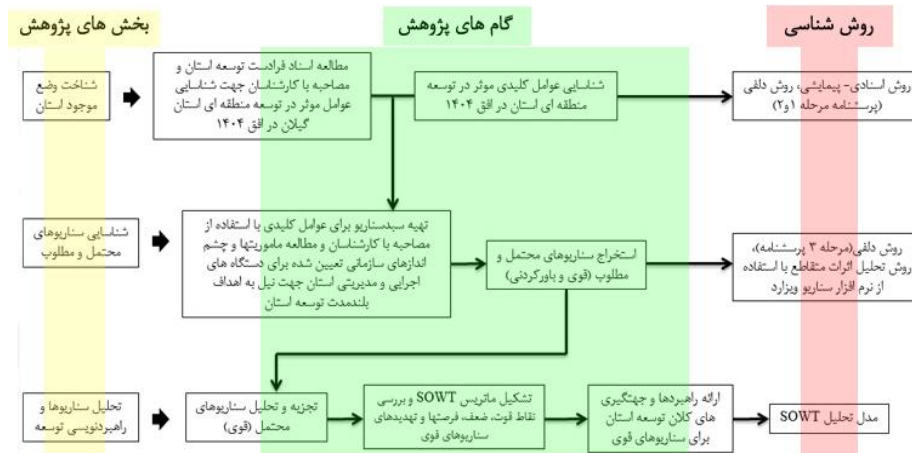 بخش های پژوهش
گام های پژوهش
روش شناسی
شناخت وضع
موجود استان
مطالعه اسناد فرادست توسعه استان و
مصاحبه با کارشناسان جهت شناسایی
عوامل موثر در توسعه منطقه ای استان
گیلان در افق ۱۴۰۴
شناسایی عوامل کلیدی موثر در توسعه
منطقه ای استان در افق ۱۴۰۴
روش اسنادی- پیمایشی، روش دلفی
(پرسشنامه مرحله ۱و۲)
شناسایی سناریوهای
محتمل و مطلوب
تهیه سبدسناریو برای عوامل کلیدی با استفاده از
مصاحبه با کارشناسان و مطالعه ماموریتها و چشم
اندازهای سازمانی تعیین شده برای دستگاه های
اجرایی و مدیریتی استان جهت نیل به اهداف
بلندمدت توسعه استان
استخراج سناریوهای محتمل و
مطلوب (قوی و باورکردنی)
روش دلفی(مرحله ۳ پرسشنامه)،
روش تحلیل اثرات متقاطع با استفاده
از نرم افزار سناریو ویزارد
تحلیل سناریوها و
راهبردنویسی توسعه
تجزیه و تحلیل سناریوهای
محتمل (قوی)
تشکیل ماتریس SOWT و بررسی
نقاط قوت، ضعف، فرصتها و تهدیدهای
سناریوهای قوی
ارائه راهبردها و جهتگیری
های کلان توسعه استان
برای سناریوهای قوی
مدل تحلیل SOWT